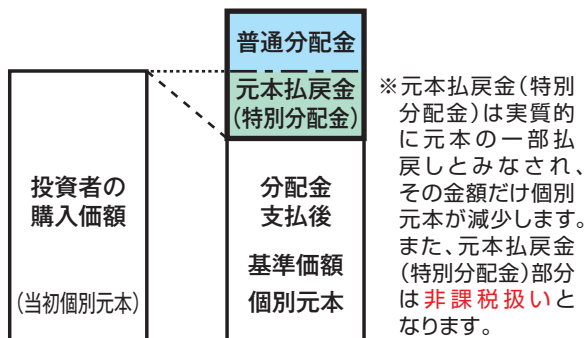 普通分配金
元本払戻金
(特別分配金)
投資者の
購入価額
(当初個別元本)
分配金
支払後
基準価額
個別元本
※元本払戻金(特別
分配金)は実質的
に元本の一部払
戻しとみなされ、
その金額だけ個別
元本が減少します。
また、元本払戻金
(特別分配金)部分
は非課税扱いと
なります。